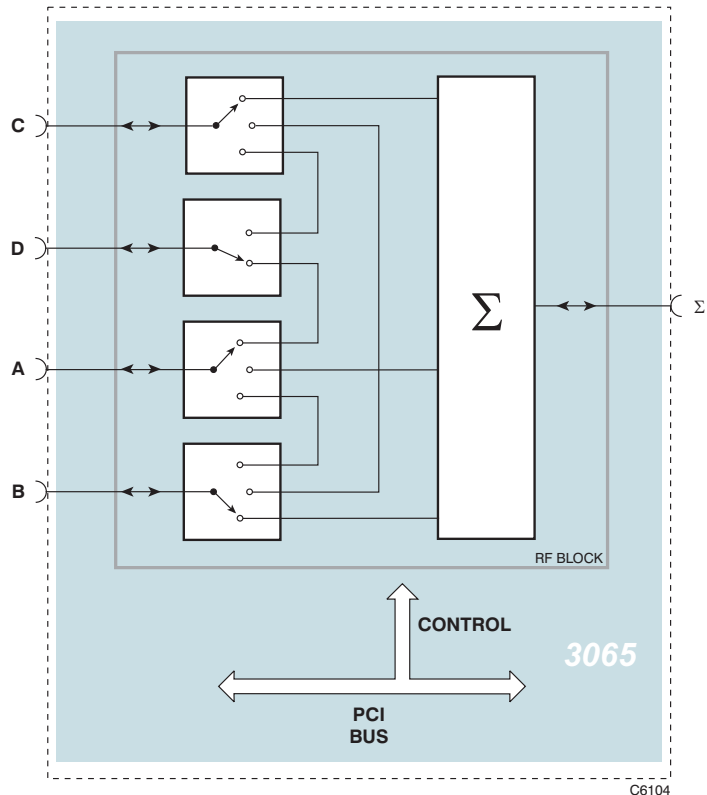 C
D
A
B
Σ
Σ
RF BLOCK
CONTROL
3065
PCI
BUS
C6104